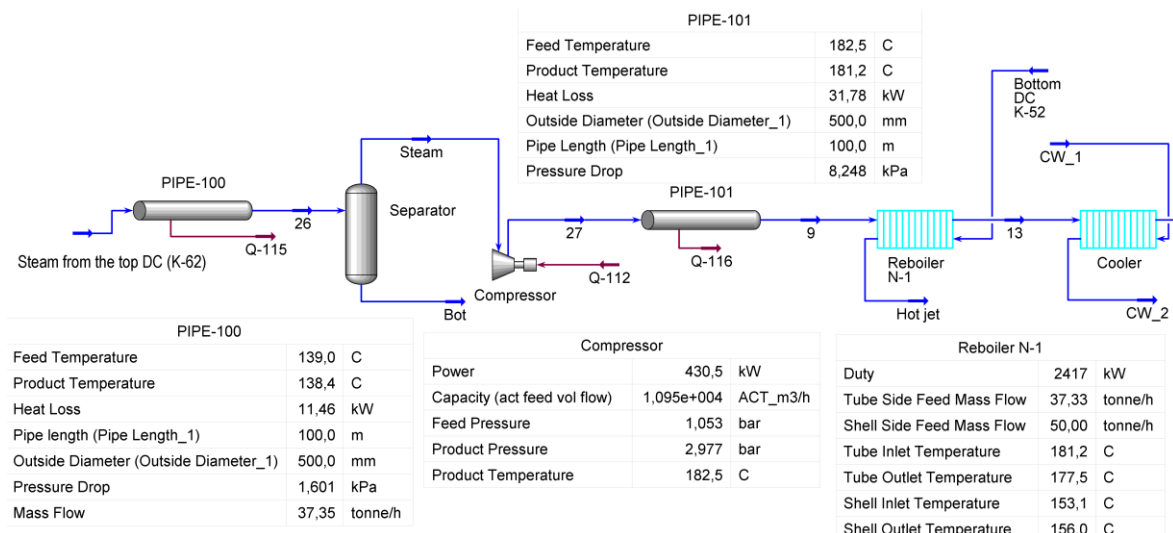 PIPE-101
Feed Temperature 182,5 C
Product Temperature 181,2 C
Heat Loss 31,78 kW
Outside Diameter (Outside Diameter_1) 500,0 mm
Pipe Length (Pipe Length_1) 100,0 m
Pressure Drop 8,248 kPa
Bottom
DC
K-52
CW_1
Steam
PIPE-100
26
Separator
Q-115
Steam from the top DC (K-62)
27
PIPE-101
9
13
Q-116
Compressor
Q-112
Reboiler
N-1
Cooler
Bot
Hot jet
CW_2
PIPE-100
Feed Temperature 139,0 C
Product Temperature 138,4 C
Heat Loss 11,46 kW
Pipe length (Pipe Length_1) 100,0 m
Outside Diameter (Outside Diameter_1) 500,0 mm
Pressure Drop 1,601 kPa
Mass Flow 37,35 tonne/h
Compressor
Power 430,5 kW
Capacity (act feed vol flow) 1,095e+004 ACT_m3/h
Feed Pressure 1,053 bar
Product Pressure 2,977 bar
Product Temperature 182,5 C
Reboiler N-1
Duty 2417 kW
Tube Side Feed Mass Flow 37,33 tonne/h
Shell Side Feed Mass Flow 50,00 tonne/h
Tube Inlet Temperature 181,2 C
Tube Outlet Temperature 177,5 C
Shell Inlet Temperature 153,1 C
Shell Outlet Temperature 156,0 C